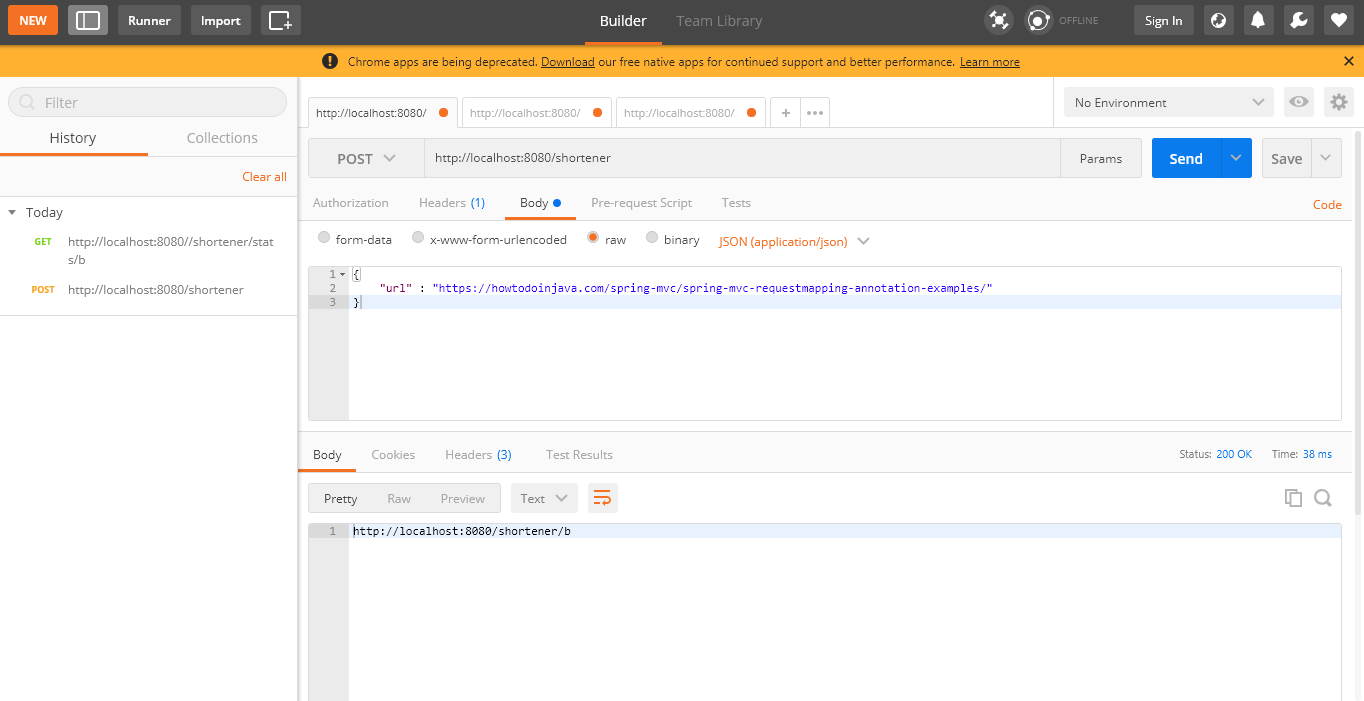 NEW Runner Import Builder Team Library OFFLINE Sign In
Chrome apps are being deprecated. Download our free native apps for continued support and better performance. Learn more
Filter
History Collections
Clear all
Today
GET http://localhost:8080//shortener/stat
s/b
POST http://localhost:8080/shortener
http://localhost:8080/ http://localhost:8080/ http://localhost:8080/ No Environment
POST http://localhost:8080/shortener Params Send Save
Authorization Headers (1) Body Pre-request Script Tests Code
form-data x-www-form-urlencoded raw binary JSON (application/json)
1 {
2 "url" : "https://howtodoinjava.com/spring-mvc/spring-mvc-requestmapping-annotation-examples/"
3 }
Body Cookies Headers (3) Test Results Status: 200 OK Time: 38 ms
Pretty Raw Preview Text
1 http://localhost:8080/shortener/b